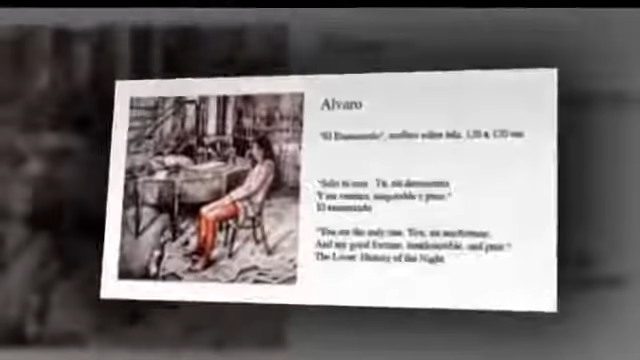 Alvaro
"El Enamorado", acrílico sobre tela, 120 x 120 cm
"Sólo tú eres. Tú, mi desventura
Y mi ventura, inagotable y pura."
El enamorado
"You are the only one. You, my misfortune,
And my good fortune, inexhaustible, and pure."
The Lover. History of the Night